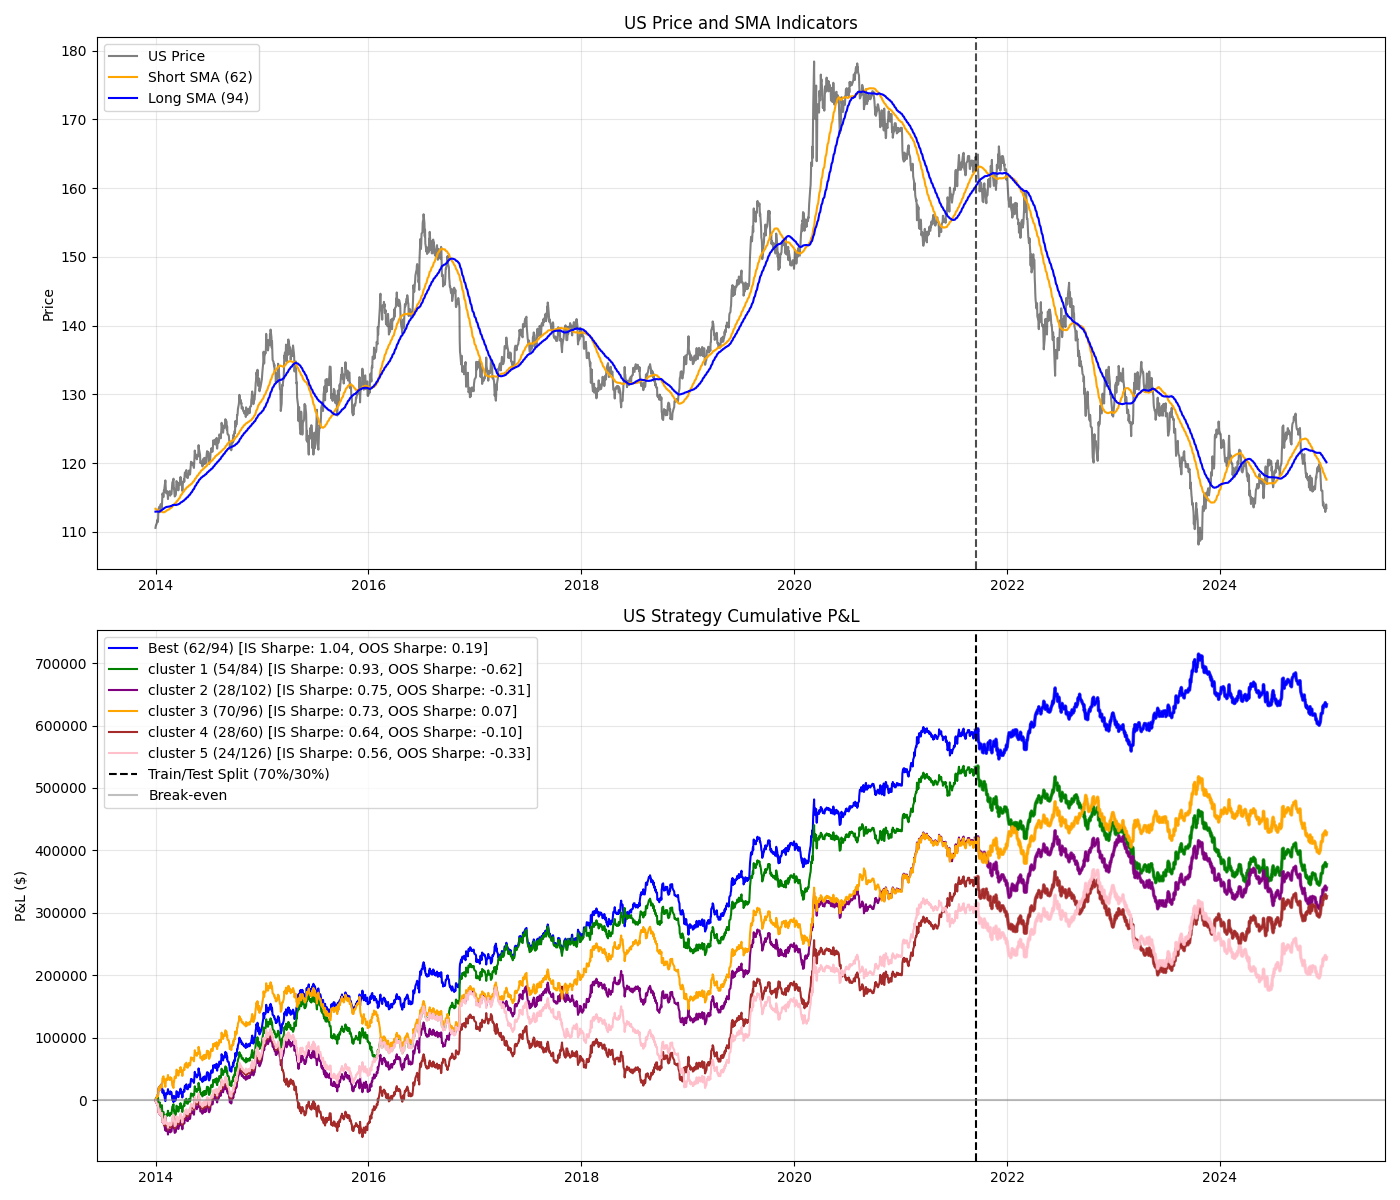 US Price and SMA Indicators
US Price
Short SMA (62)
Long SMA (94)
Price
180
170
160
150
140
130
120
110
2014
2016
2018
2020
2022
2024
US Strategy Cumulative P&L
Best (62/94) [IS Sharpe: 1.04, OOS Sharpe: 0.19]
cluster 1 (54/84) [IS Sharpe: 0.93, OOS Sharpe: -0.62]
cluster 2 (28/102) [IS Sharpe: 0.75, OOS Sharpe: -0.31]
cluster 3 (70/96) [IS Sharpe: 0.73, OOS Sharpe: 0.07]
cluster 4 (28/60) [IS Sharpe: 0.64, OOS Sharpe: -0.10]
cluster 5 (24/126) [IS Sharpe: 0.56, OOS Sharpe: -0.33]
Train/Test Split (70%/30%)
Break-even
P&L ($)
700000
600000
500000
400000
300000
200000
100000
0
2014
2016
2018
2020
2022
2024